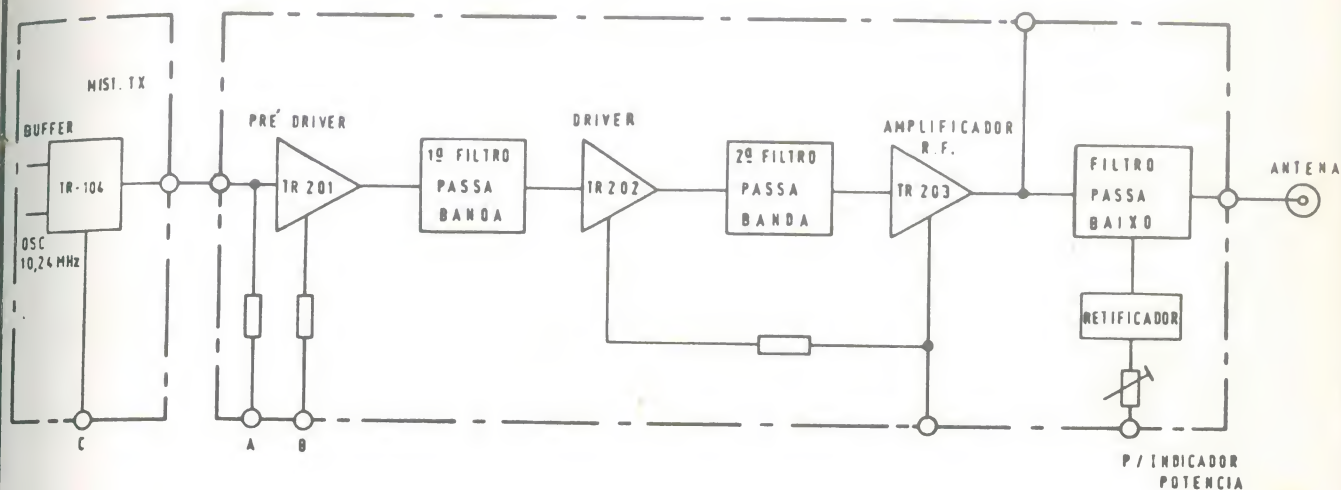 MIST. TX
BUFFER
TR-104
OSC
10,24 MHz
C
PRÉ DRIVER
TR 201
1º FILTRO
PASSA
BANDA
DRIVER
TR 202
2º FILTRO
PASSA
BANDA
AMPLIFICADOR
R.F.
TR 203
FILTRO
PASSA
BAIXO
ANTENA
RETIFICADOR
A
B
P/INDICADOR
POTENCIA